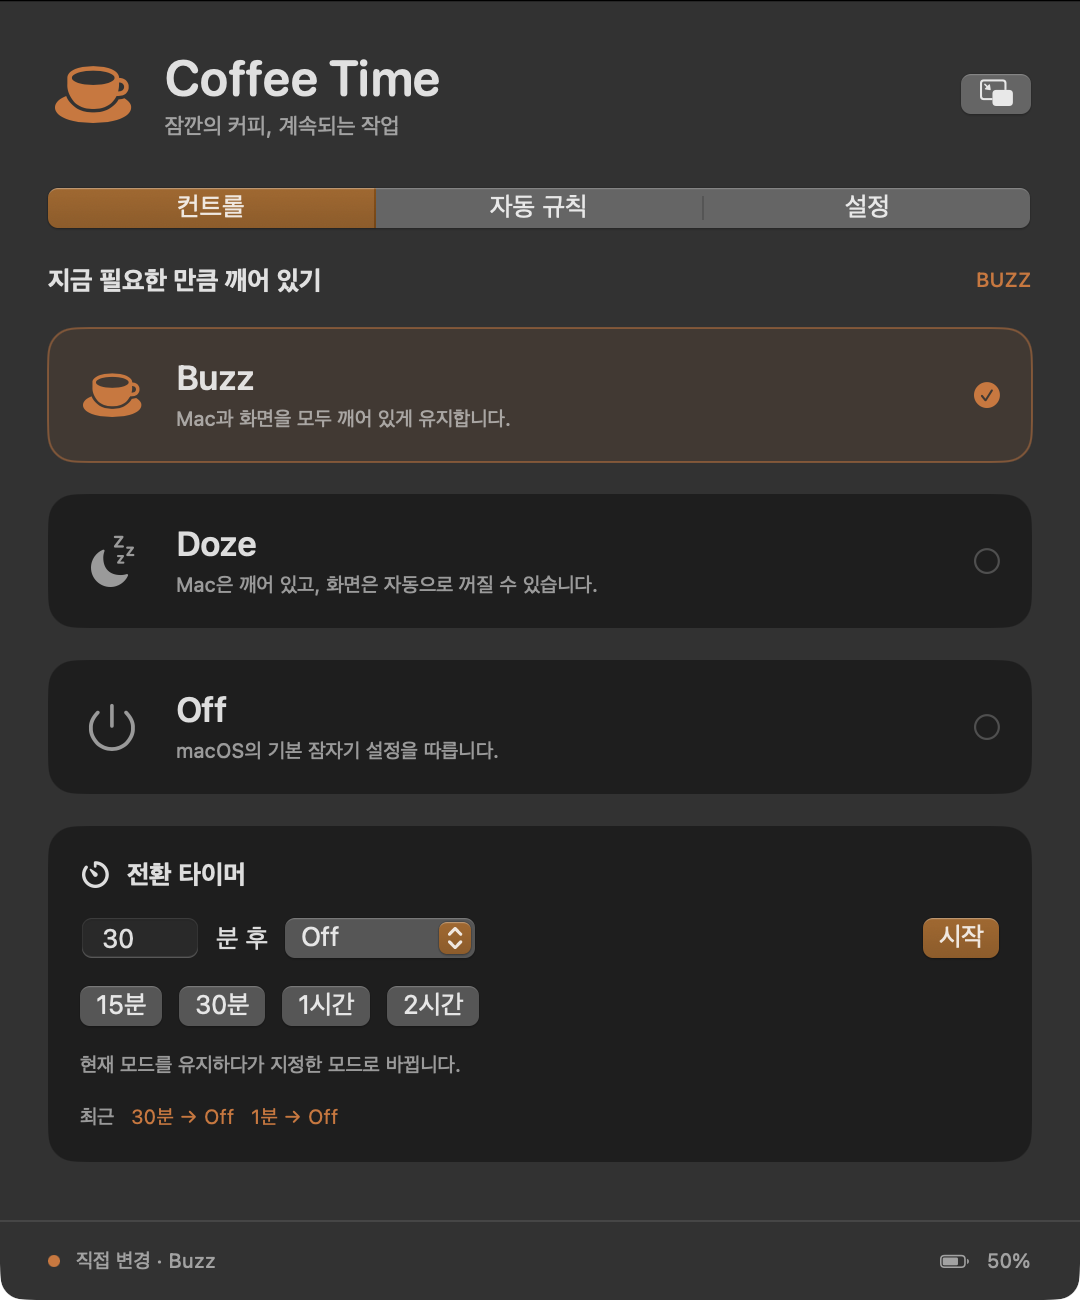 Coffee Time
잠깐의 커피, 계속되는 작업
컨트롤 자동 규칙 설정
지금 필요한 만큼 깨어 있기 BUZZ
Buzz
Mac과 화면을 모두 깨어 있게 유지합니다.
Doze
Mac은 깨어 있고, 화면은 자동으로 꺼질 수 있습니다.
Off
macOS의 기본 잠자기 설정을 따릅니다.
전환 타이머
30 분 후 Off 시작
15분 30분 1시간 2시간
현재 모드를 유지하다가 지정한 모드로 바뀝니다.
최근 30분 → Off 1분 → Off
직접 변경 · Buzz 50%